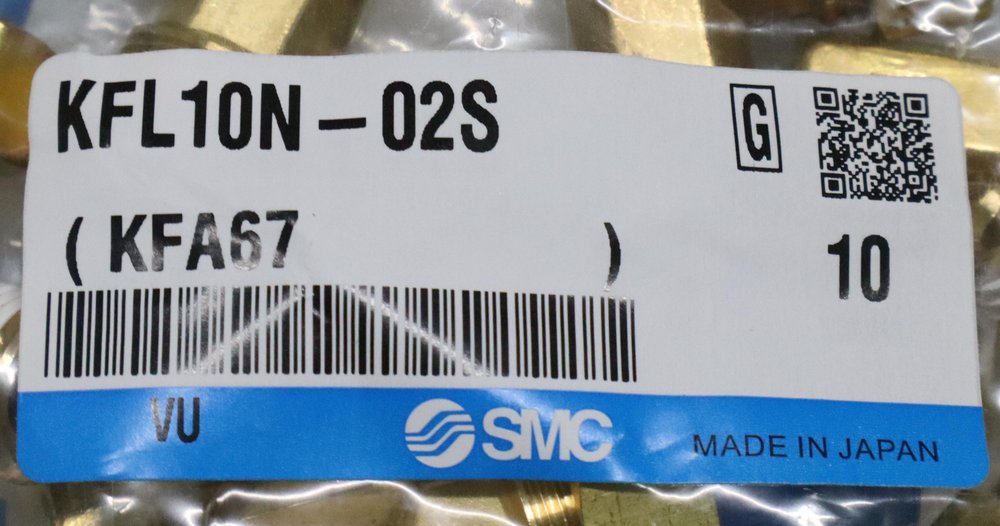 KFL10N-02S
G
(KFA67 )
10
VU
SMC
MADE IN JAPAN